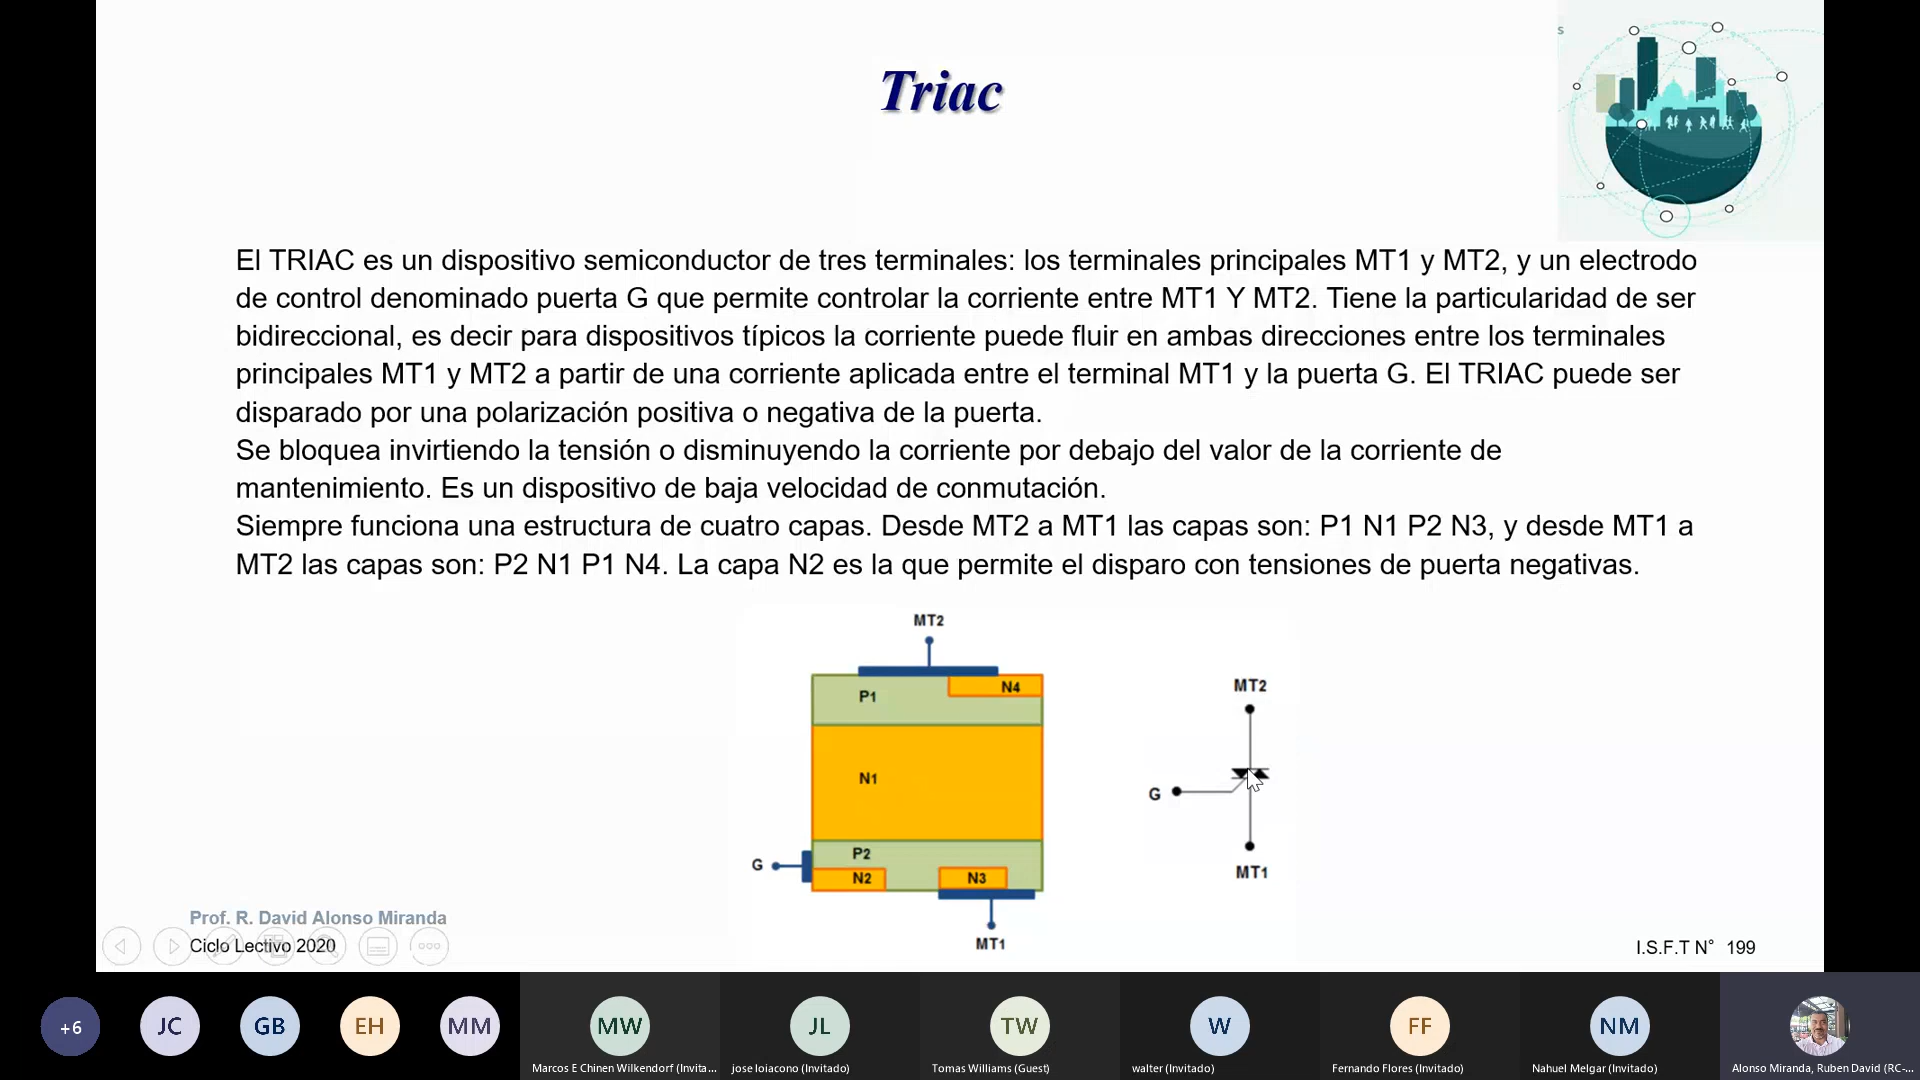 s
Triac
El TRIAC es un dispositivo semiconductor de tres terminales: los terminales principales MT1 y MT2, y un electrodo
de control denominado puerta G que permite controlar la corriente entre MT1 Y MT2. Tiene la particularidad de ser
bidireccional, es decir para dispositivos típicos la corriente puede fluir en ambas direcciones entre los terminales
principales MT1 y MT2 a partir de una corriente aplicada entre el terminal MT1 y la puerta G. El TRIAC puede ser
disparado por una polarización positiva o negativa de la puerta.
Se bloquea invirtiendo la tensión o disminuyendo la corriente por debajo del valor de la corriente de
mantenimiento. Es un dispositivo de baja velocidad de conmutación.
Siempre funciona una estructura de cuatro capas. Desde MT2 a MT1 las capas son: P1 N1 P2 N3, y desde MT1 a
MT2 las capas son: P2 N1 P1 N4. La capa N2 es la que permite el disparo con tensiones de puerta negativas.
MT2
P1
N4
N1
P2
G
N2
N3
MT1
MT2
G
MT1
Prof. R. David Alonso Miranda
Ciclo Lectivo 2020
I.S.F.T N° 199
+6
JC
GB
EH
MM
MW
JL
TW
W
FF
NM
Marcos E Chinen Wilkendorf (Invita...
jose loiacono (Invitado)
Tomas Williams (Guest)
walter (Invitado)
Fernando Flores (Invitado)
Nahuel Melgar (Invitado)
Alonso Miranda, Ruben David (RC-...